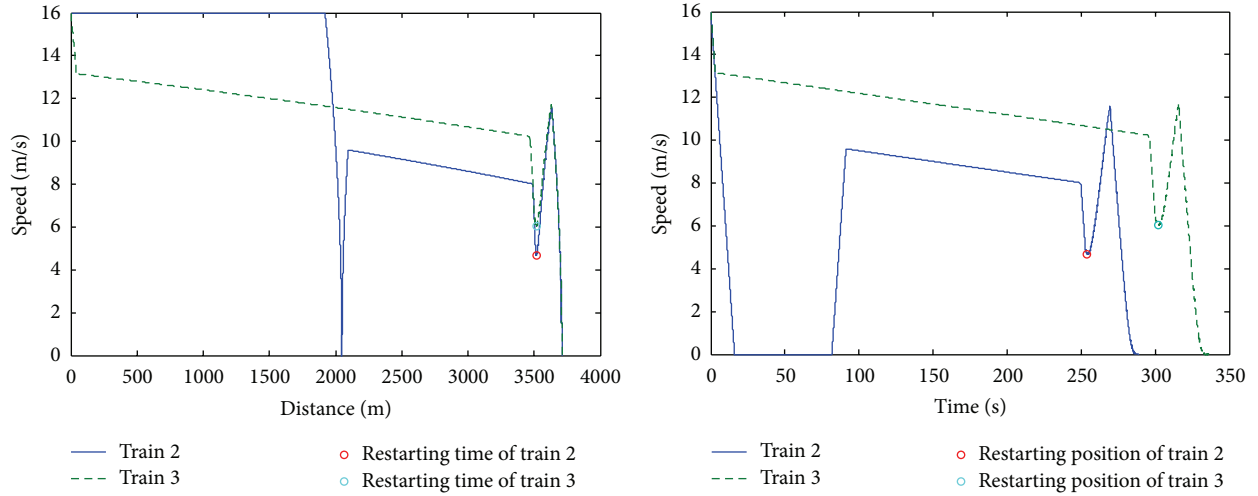 16
14
12
10
8
6
4
2
0
Speed (m/s)
0 500 1000 1500 2000 2500 3000 3500 4000
Distance (m)
Train 2
Train 3
Restarting time of train 2
Restarting time of train 3
16
14
12
10
8
6
4
2
0
Speed (m/s)
0 50 100 150 200 250 300 350
Time (s)
Train 2
Train 3
Restarting position of train 2
Restarting position of train 3